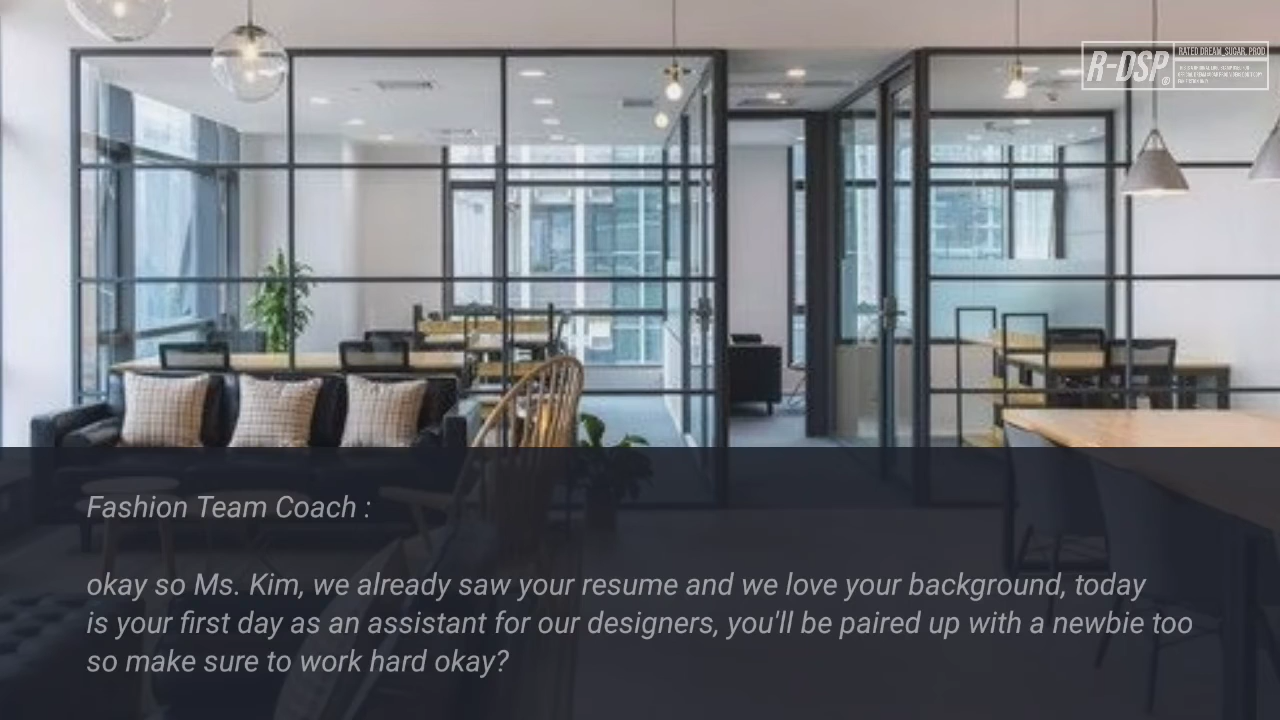 R-DSP
RATED DREAM_SUGAR. PROD
Fashion Team Coach :
okay so Ms. Kim, we already saw your resume and we love your background, today
is your first day as an assistant for our designers, you'll be paired up with a newbie too
so make sure to work hard okay?